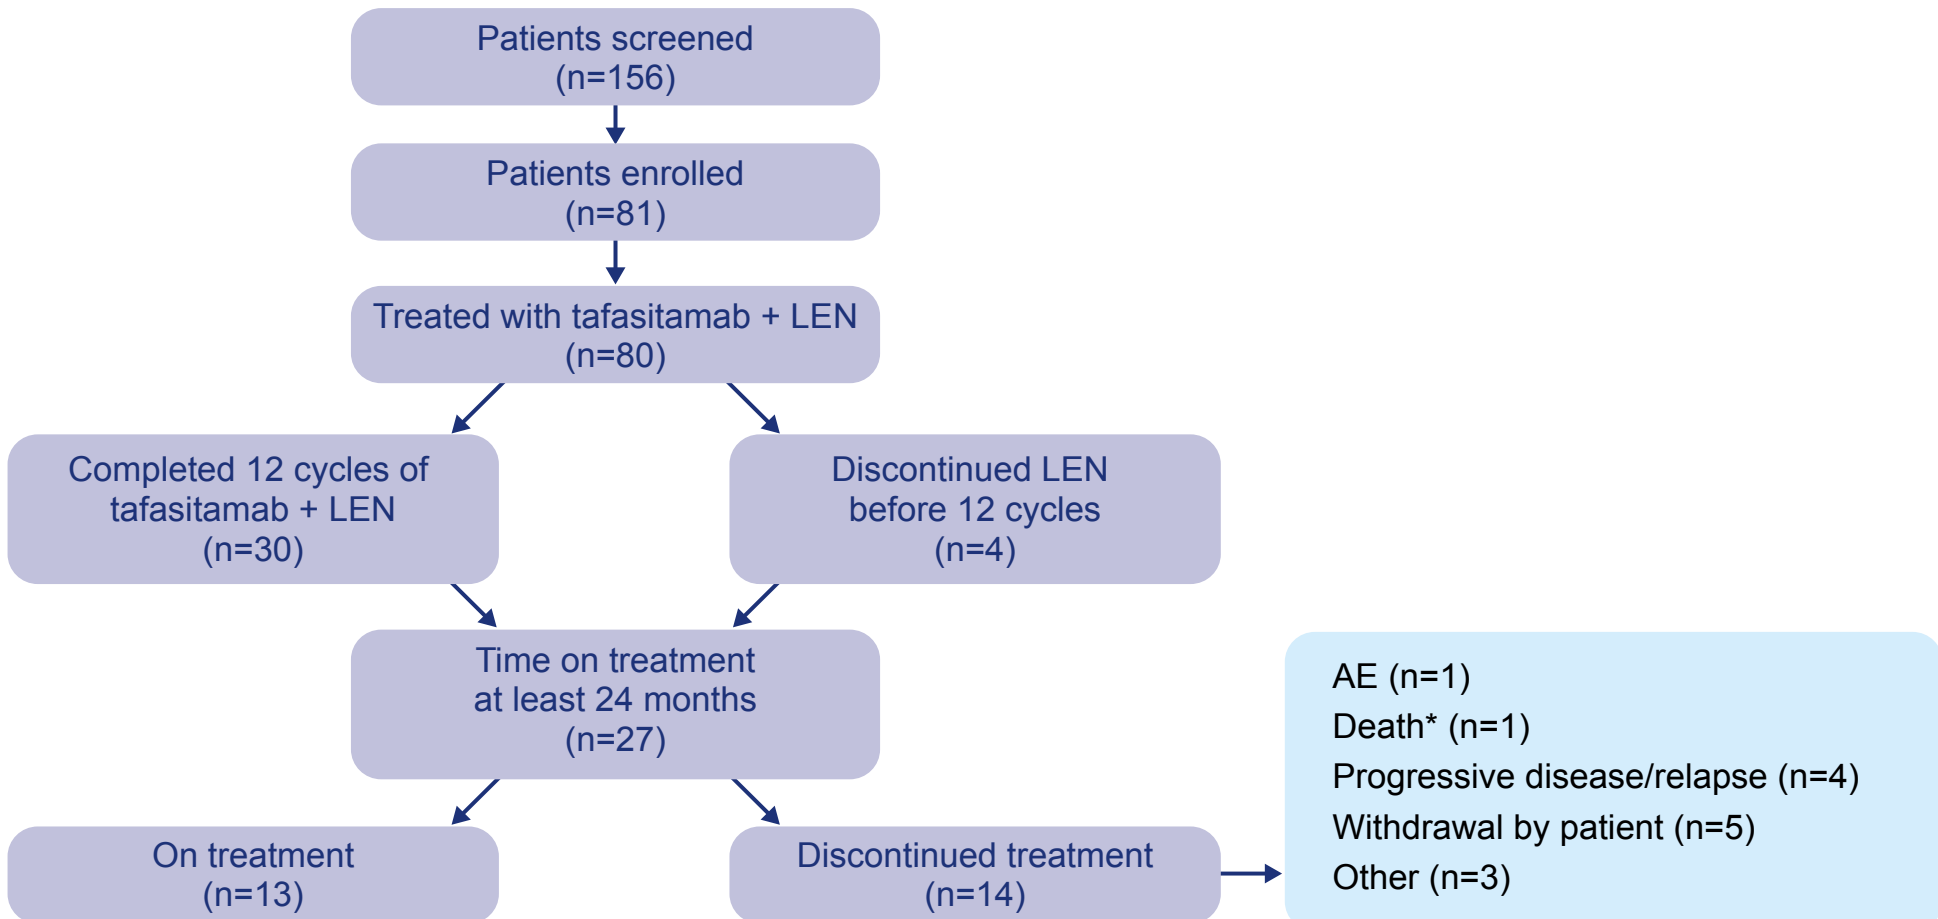 Patients screened
(n=156)
Patients enrolled
(n=81)
Treated with tafasitamab + LEN
(n=80)
Completed 12 cycles of
tafasitamab + LEN
(n=30)
Discontinued LEN
before 12 cycles
(n=4)
Time on treatment
at least 24 months
(n=27)
On treatment
(n=13)
Discontinued treatment
(n=14)
AE (n=1)
Death* (n=1)
Progressive disease/relapse (n=4)
Withdrawal by patient (n=5)
Other (n=3)